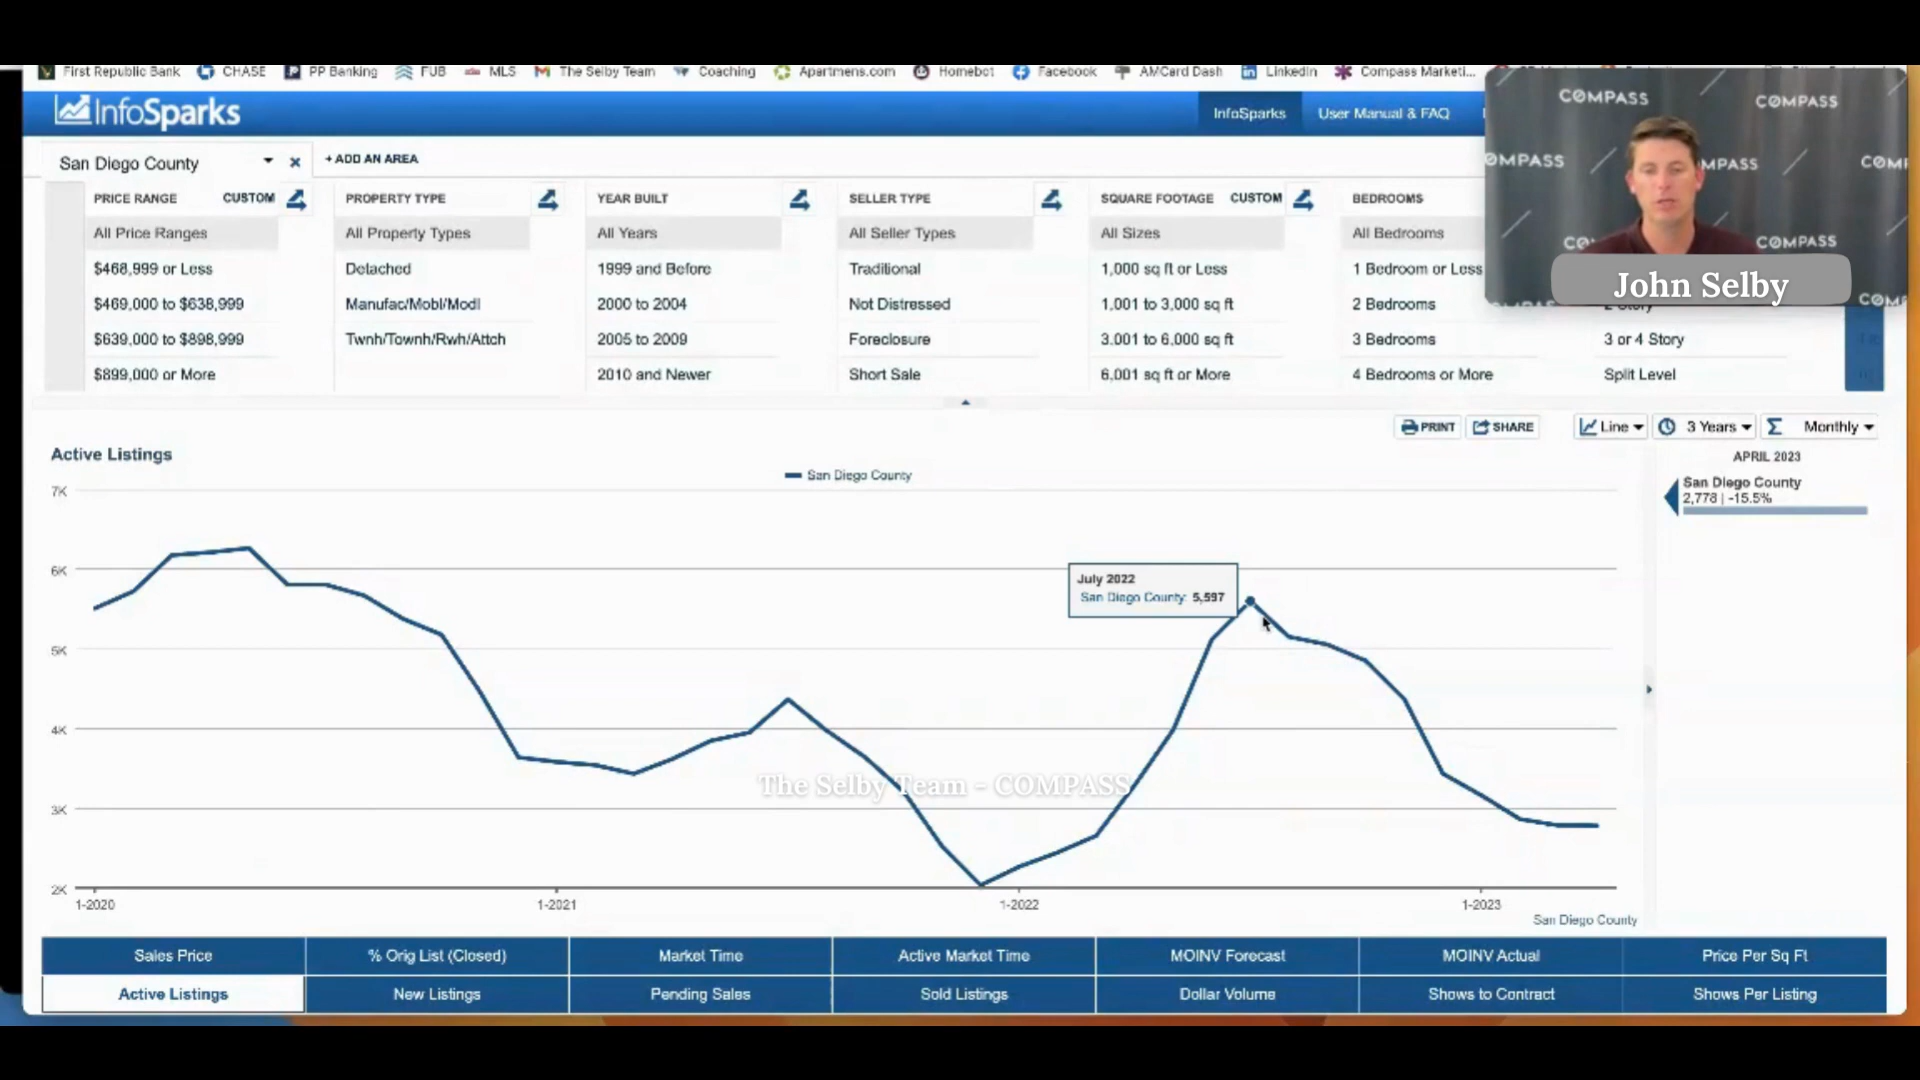 First Republic Bank CHASE PP Banking FUB MLS The Selby Team Coaching Apartmens.com Homebot Facebook AMCard Dash LinkedIn Compass Marketi...
InfoSparks
InfoSparks User Manual & FAQ
COMPASS COMPASS
OMPASS MPASS COM
COMPASS
John Selby
San Diego County + ADD AN AREA
PRICE RANGE CUSTOM PROPERTY TYPE YEAR BUILT SELLER TYPE SQUARE FOOTAGE CUSTOM BEDROOMS
All Price Ranges All Property Types All Years All Seller Types All Sizes All Bedrooms
$468,999 or Less Detached 1999 and Before Traditional 1,000 sq ft or Less 1 Bedroom or Less
$469,000 to $638,999 Manufac/Mobl/Modl 2000 to 2004 Not Distressed 1,001 to 3,000 sq ft 2 Bedrooms 2 Story
$639,000 to $898,999 Twnh/Townh/Rwh/Attch 2005 to 2009 Foreclosure 3.001 to 6,000 sq ft 3 Bedrooms 3 or 4 Story
$899,000 or More 2010 and Newer Short Sale 6,001 sq ft or More 4 Bedrooms or More Split Level
PRINT SHARE Line 3 Years Monthly
Active Listings
APRIL 2023
San Diego County
San Diego County
2,778 | -15.5%
7K
6K
July 2022
San Diego County: 5,597
5K
4K
The Selby Team - COMPASS
3K
2K
1-2020 1-2021 1-2022 1-2023
San Diego County
Sales Price % Orig List (Closed) Market Time Active Market Time MOINV Forecast MOINV Actual Price Per Sq Ft
Active Listings New Listings Pending Sales Sold Listings Dollar Volume Shows to Contract Shows Per Listing